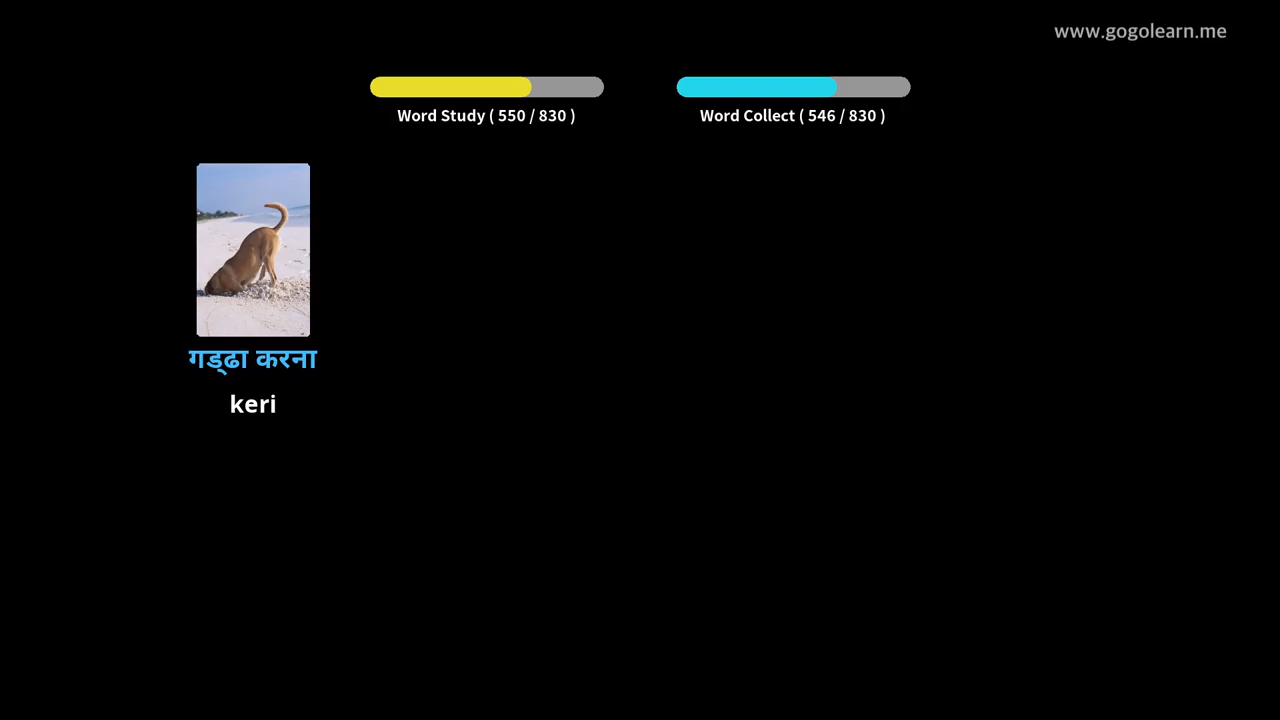 www.gogolearn.me
Word Study ( 550 / 830 )
Word Collect ( 546 / 830 )
गड्ढा करना
keri